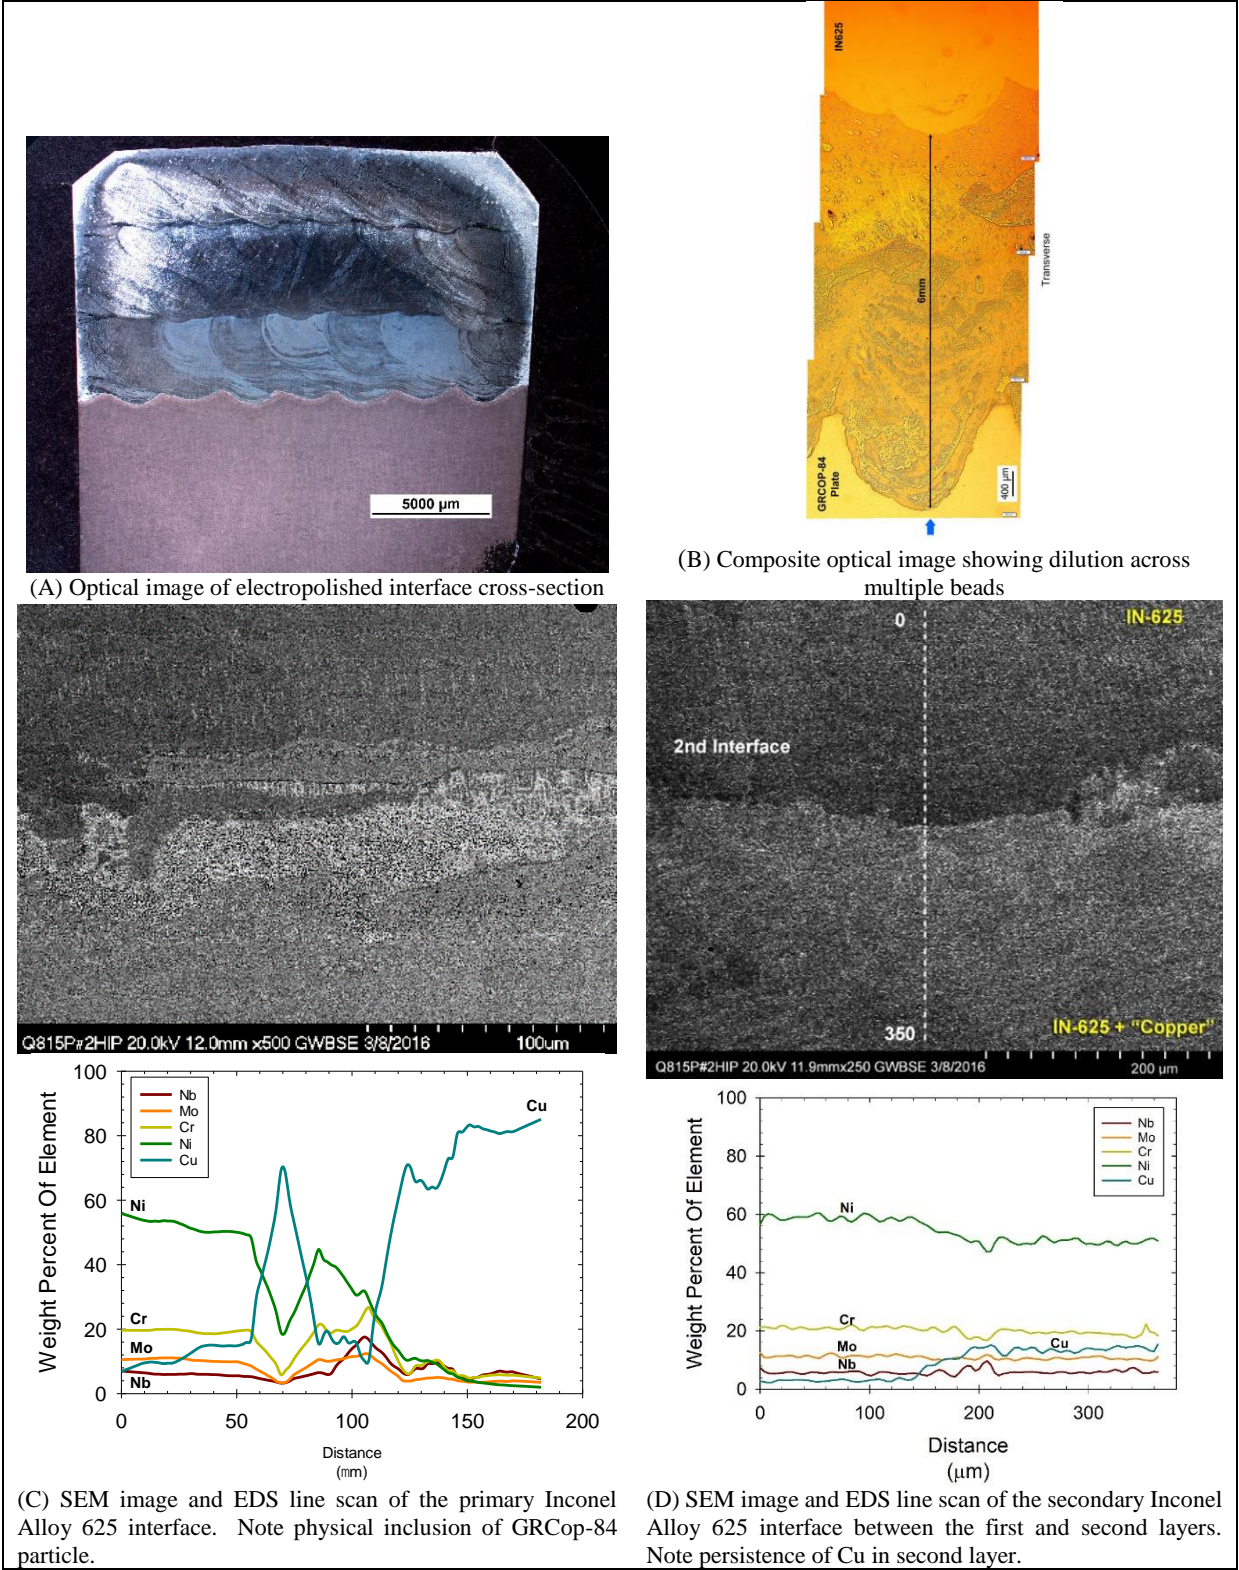 5000 μm
(A) Optical image of electropolished interface cross-section
IN625
6mm
Transverse
GRCOP-84
Plate
400 μm
(B) Composite optical image showing dilution across
multiple beads
Q815P#2HIP 20.0kV 12.0mm x500 GWBSE 3/8/2016
100um
100
80
60
40
20
0
Weight Percent Of Element
Nb
Mo
Cr
Ni
Cu
Cu
Ni
Cr
Mo
Nb
0
50
100
150
200
Distance
(mm)
(C) SEM image and EDS line scan of the primary Inconel
Alloy 625 interface. Note physical inclusion of GRCop-84
particle.
0
IN-625
2nd Interface
350
IN-625 + “Copper”
Q815P#2HIP 20.0kV 11.9mmx250 GWBSE 3/8/2016
200 μm
100
80
60
40
20
0
Weight Percent Of Element
Nb
Mo
Cr
Ni
Cu
Ni
Cr
Cu
Mo
Nb
0
100
200
300
Distance
(μm)
(D) SEM image and EDS line scan of the secondary Inconel
Alloy 625 interface between the first and second layers.
Note persistence of Cu in second layer.